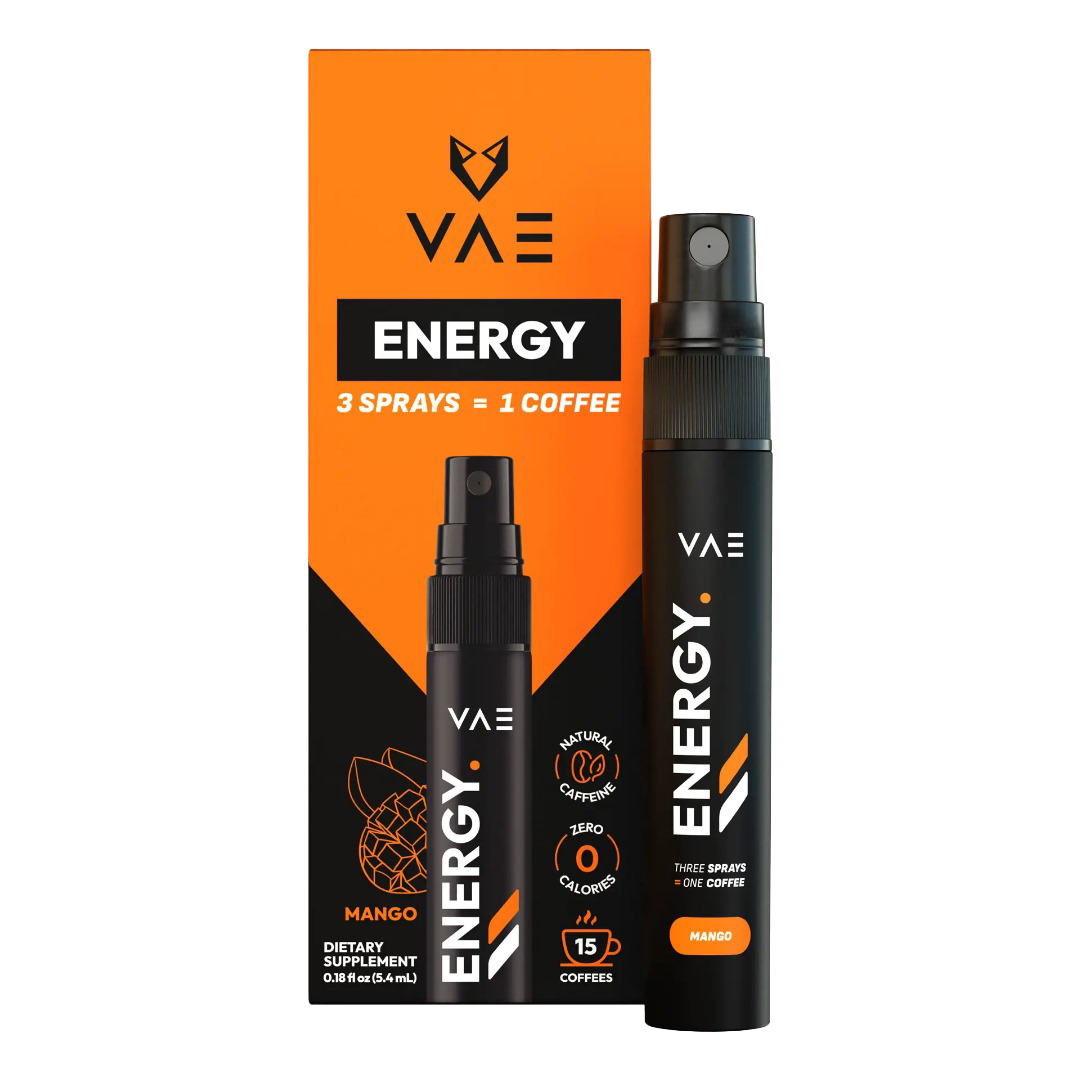 VAE
ENERGY
3 SPRAYS = 1 COFFEE
VAE
ENERGY.
MANGO
DIETARY
SUPPLEMENT
0.18 fl oz (5.4 mL)
NATURAL
CAFFEINE
ZERO
0
CALORIES
15
COFFEES
VAE
ENERGY.
THREE SPRAYS
= ONE COFFEE
MANGO